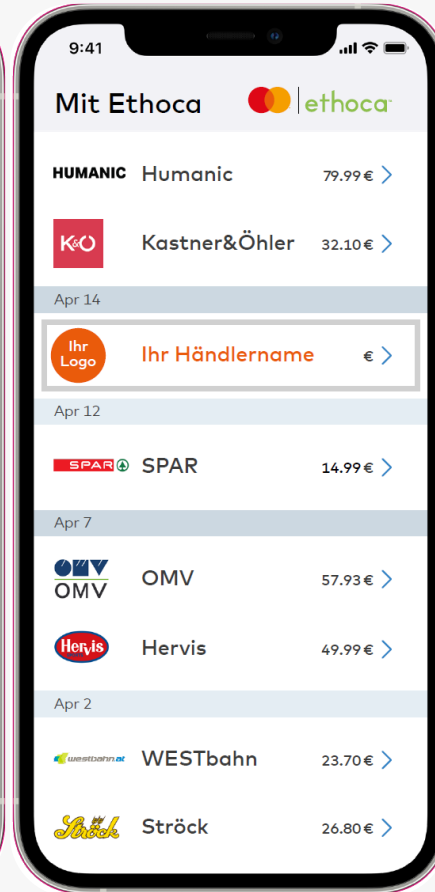 9:41
Mit Ethoca ethoca
HUMANIC Humanic 79.99 €
K&Ö Kastner&Öhler 32.10 €
Apr 14
Ihr Logo Ihr Händlername €
Apr 12
SPAR SPAR 14.99 €
Apr 7
OMV OMV OMV 57.93 €
Hervis Hervis 49.99 €
Apr 2
westbahn.at WESTbahn 23.70 €
Ströck Ströck 26.80 €